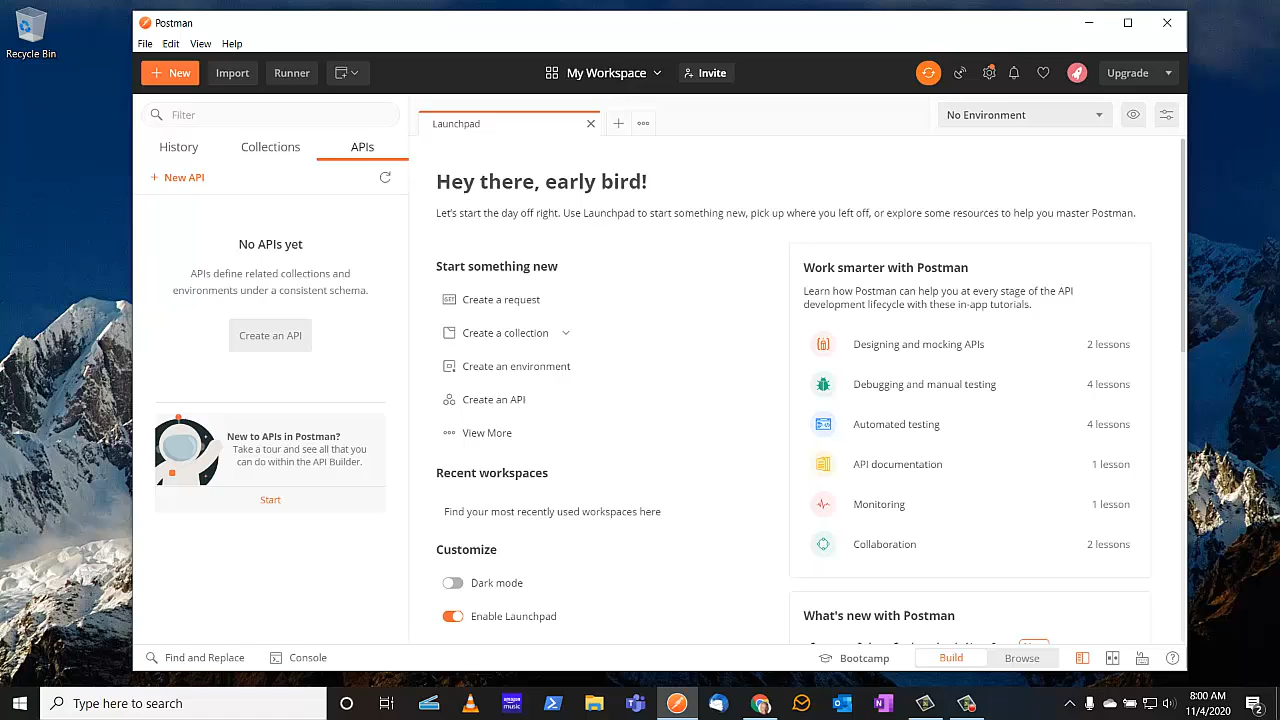 Recycle Bin
Postman
File Edit View Help
New Import Runner
My Workspace
Invite
Upgrade
Filter
Launchpad
No Environment
History Collections APIs
+ New API
No APIs yet
APIs define related collections and
environments under a consistent schema.
Create an API
New to APIs in Postman?
Take a tour and see all that you
can do within the API Builder.
Start
Hey there, early bird!
Let's start the day off right. Use Launchpad to start something new, pick up where you left off, or explore some resources to help you master Postman.
Start something new
GET Create a request
Create a collection
Create an environment
Create an API
View More
Recent workspaces
Find your most recently used workspaces here
Customize
Dark mode
Enable Launchpad
Work smarter with Postman
Learn how Postman can help you at every stage of the API
development lifecycle with these in-app tutorials.
Designing and mocking APIs 2 lessons
Debugging and manual testing 4 lessons
Automated testing 4 lessons
API documentation 1 lesson
Monitoring 1 lesson
Collaboration 2 lessons
What's new with Postman
Find and Replace Console
Bootcamp Build Browse
Type here to search
amazon music
8:00 AM
11/4/2020
2